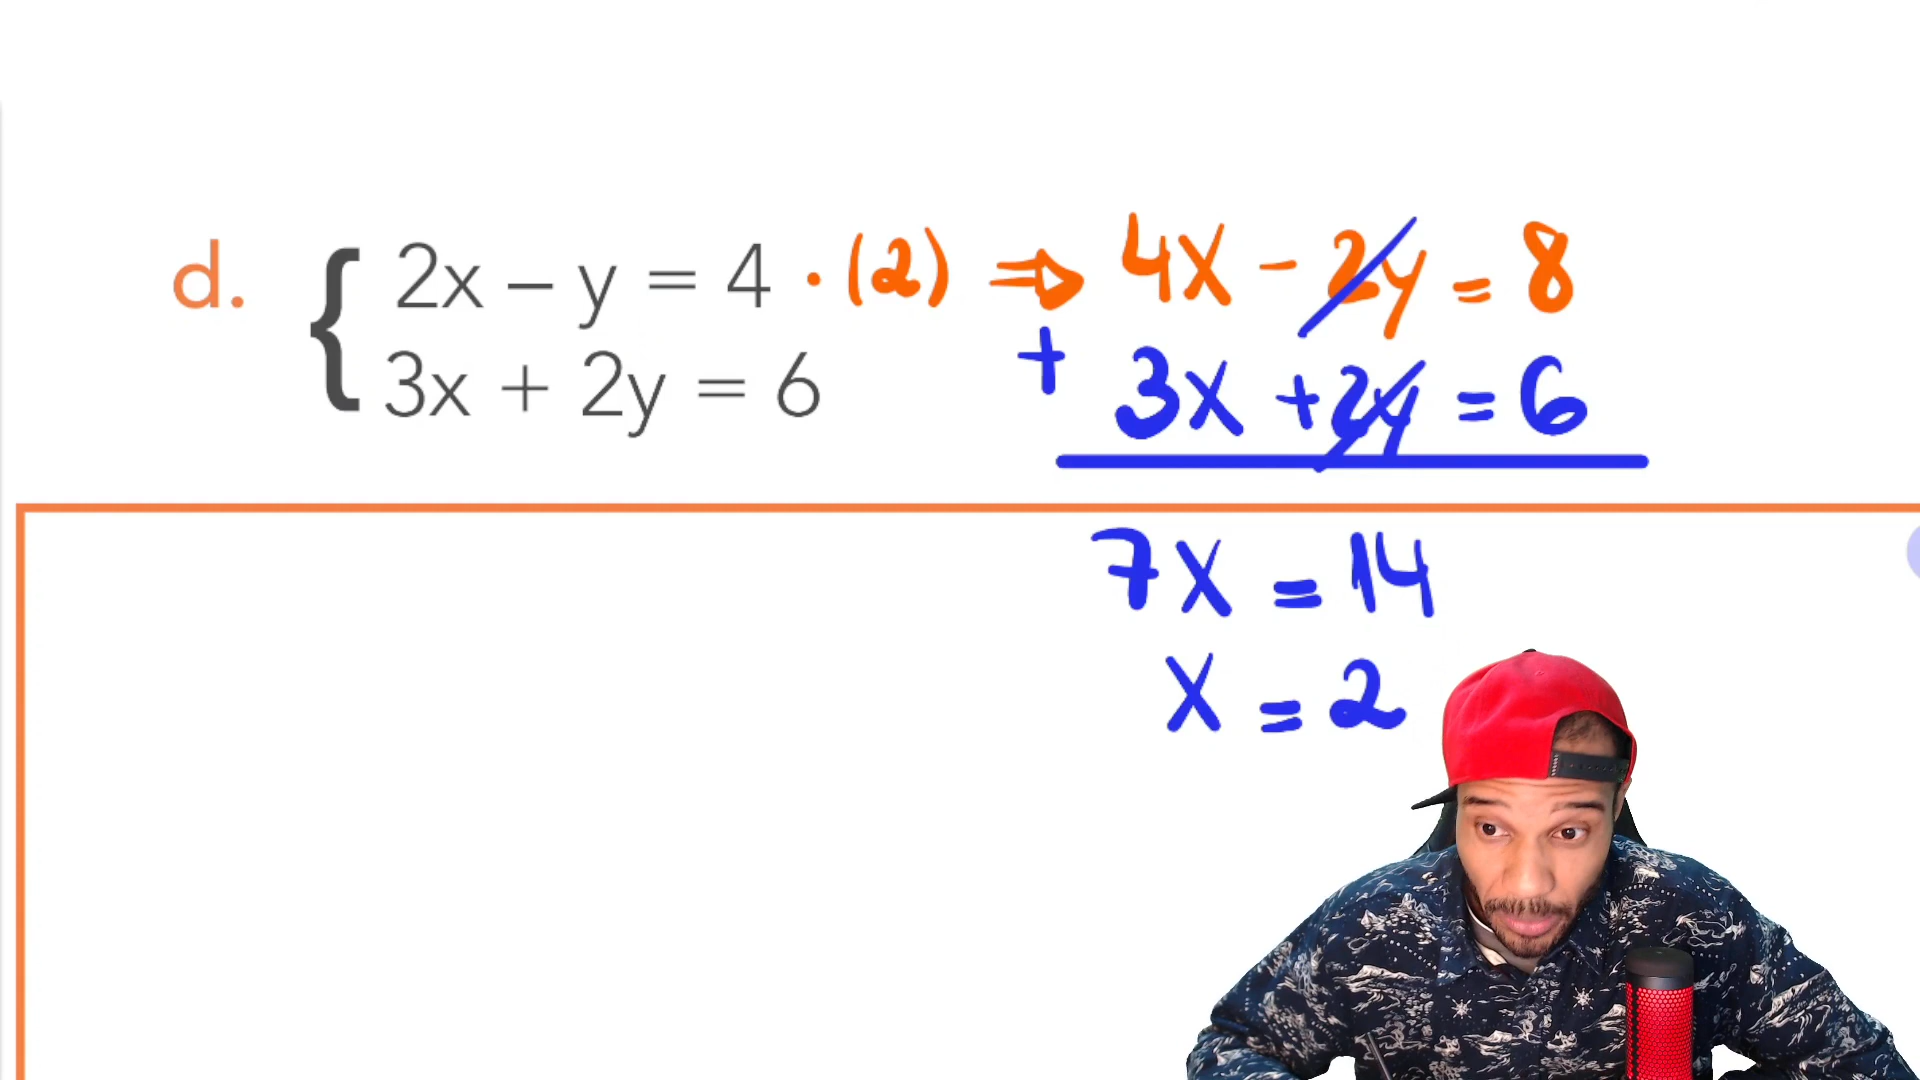 d. { 2x – y = 4 · (2) ⇒ 4x - 2y = 8
3x + 2y = 6 + 3x + 2y = 6
7x = 14
x = 2